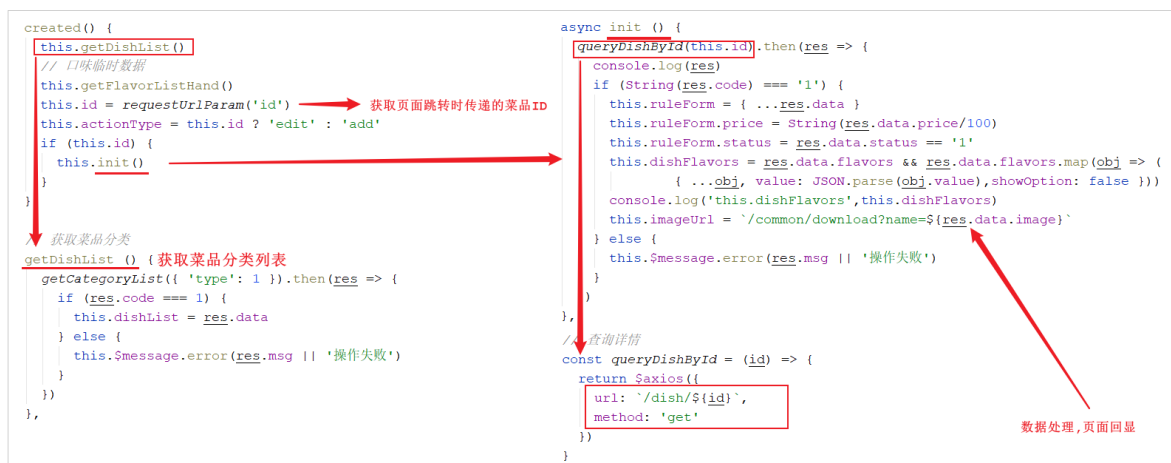 created() {
this.getDishList()
// 口味临时数据
this.getFlavorListHand()
this.id = requestUrlParam('id')
获取页面跳转时传递的菜品ID
this.actionType = this.id ? 'edit' : 'add'
if (this.id) {
this.init()
}
}
// 获取菜品分类
getDishList () {
获取菜品分类列表
getCategoryList({ 'type': 1 }).then(res => {
if (res.code === 1) {
this.dishList = res.data
} else {
this.$message.error(res.msg || '操作失败')
}
})
},
async init () {
queryDishById(this.id).then(res => {
console.log(res)
if (String(res.code) === '1') {
this.ruleForm = { ...res.data }
this.ruleForm.price = String(res.data.price/100)
this.ruleForm.status = res.data.status == '1'
this.dishFlavors = res.data.flavors && res.data.flavors.map(obj => (
{ ...obj, value: JSON.parse(obj.value),showOption: false }))
console.log('this.dishFlavors',this.dishFlavors)
this.imageUrl = `/common/download?name=${res.data.image}`
} else {
this.$message.error(res.msg || '操作失败')
}
)
},
// 查询详情
const queryDishById = (id) => {
return $axios({
url: `/dish/${id}`,
method: 'get'
})
}
数据处理,页面回显